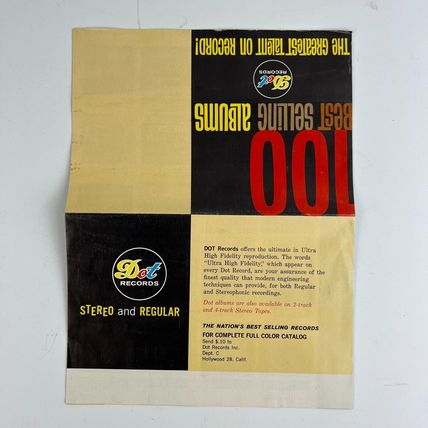 THE GREATEST TALENT ON RECORD!
Dot
RECORDS
BEST SELLING ALBUMS
100
Dot
RECORDS
STEREO and REGULAR
DOT Records offers the ultimate in Ultra
High Fidelity reproduction. The words
"Ultra High Fidelity," which appear on
every Dot Record, are your assurance of the
finest quality that modern engineering
techniques can provide, for both Regular
and Stereophonic recordings.
Dot albums are also available on 2-track
and 4-track Stereo Tapes.
THE NATION'S BEST SELLING RECORDS
FOR COMPLETE FULL COLOR CATALOG
Send $.10 to
Dot Records Inc.
Dept. C
Hollywood 28, Calif.